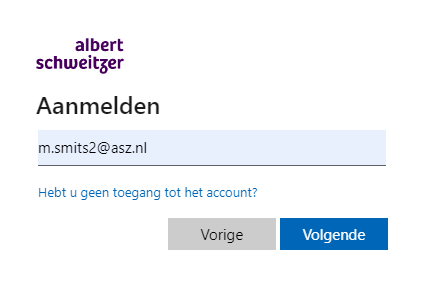 albert
schweitzer
Aanmelden
m.smits2@asz.nl
Hebt u geen toegang tot het account?
Vorige
Volgende